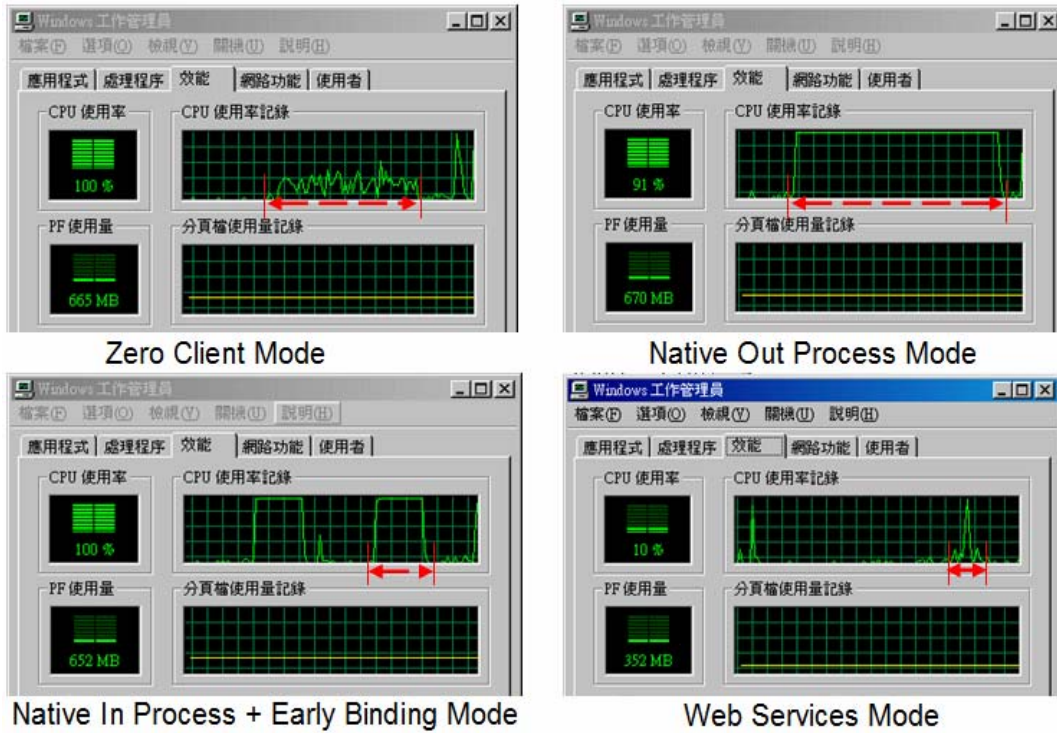 Windows 工作管理員
檔案(F) 選項(O) 檢視(V) 關機(U) 說明(H)
應用程式 處理程序 效能 網路功能 使用者
CPU 使用率
CPU 使用率記錄
100 %
PF 使用量
分頁檔使用量記錄
665 MB
Zero Client Mode
Windows 工作管理員
檔案(F) 選項(O) 檢視(V) 關機(U) 說明(H)
應用程式 處理程序 效能 網路功能 使用者
CPU 使用率
CPU 使用率記錄
91 %
PF 使用量
分頁檔使用量記錄
670 MB
Native Out Process Mode
Windows 工作管理員
檔案(F) 選項(O) 檢視(V) 關機(U) 說明(H)
應用程式 處理程序 效能 網路功能 使用者
CPU 使用率
CPU 使用率記錄
100 %
PF 使用量
分頁檔使用量記錄
652 MB
Native In Process + Early Binding Mode
Windows 工作管理員
檔案(F) 選項(O) 檢視(V) 關機(U) 說明(H)
應用程式 處理程序 效能 網路功能 使用者
CPU 使用率
CPU 使用率記錄
10 %
PF 使用量
分頁檔使用量記錄
352 MB
Web Services Mode